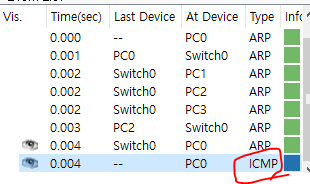 Vis. Time(sec) Last Device At Device Type Info
0.000 -- PC0 ARP
0.001 PC0 Switch0 ARP
0.002 Switch0 PC1 ARP
0.002 Switch0 PC2 ARP
0.002 Switch0 PC3 ARP
0.003 PC2 Switch0 ARP
0.004 Switch0 PC0 ARP
0.004 -- PC0 ICMP